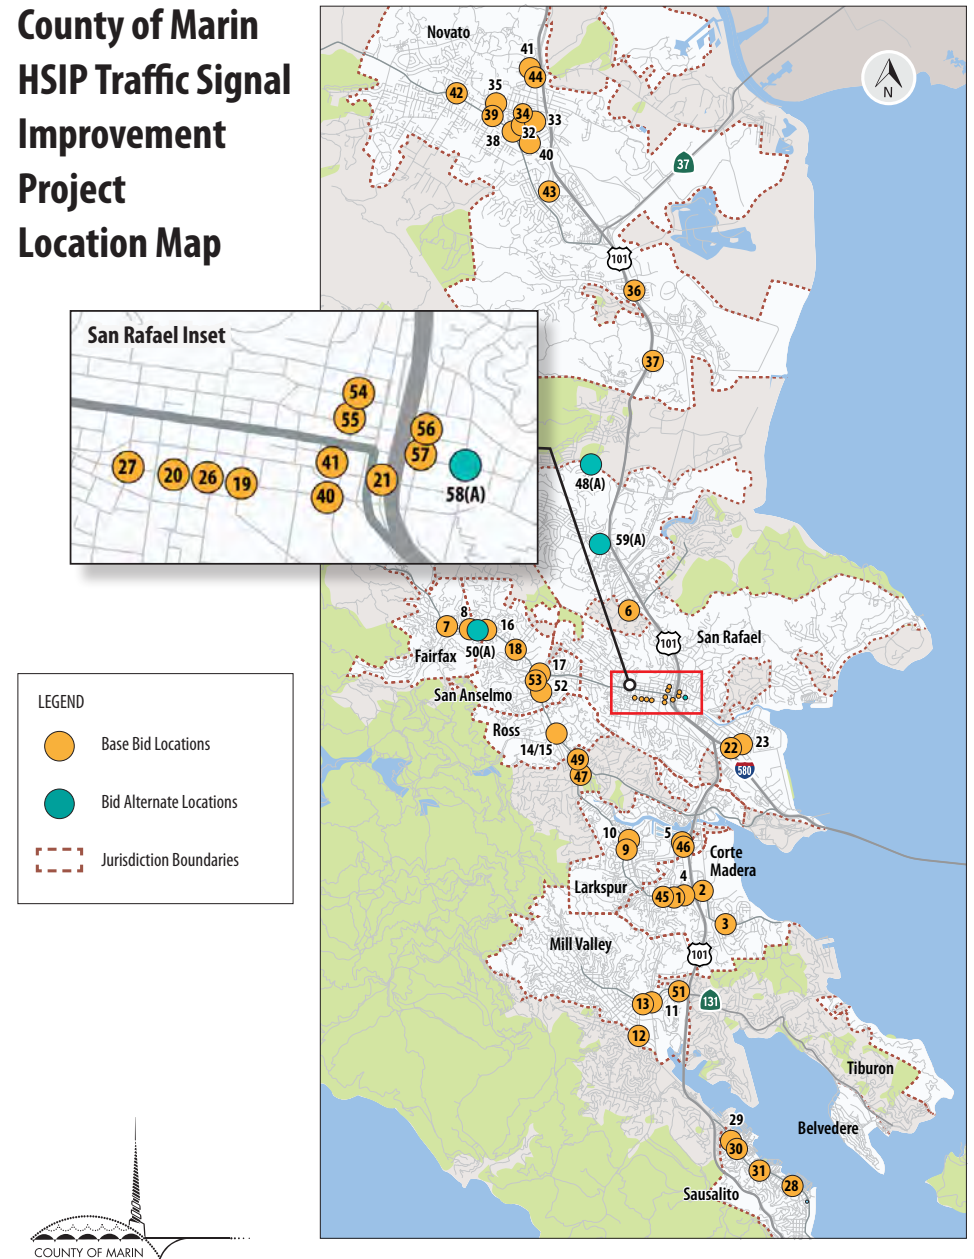 County of Marin
HSIP Traffic Signal
Improvement
Project
Location Map
Novato
41
44
42
35
39
34
33
32
38
40
43
37
N
101
36
37
San Rafael Inset
54
55
56
57
41
27
20
26
19
40
21
58(A)
48(A)
59(A)
6
101
San Rafael
8
7
16
50(A)
18
Fairfax
17
53
52
San Anselmo
Ross
14/15
49
47
22
23
580
LEGEND
Base Bid Locations
Bid Alternate Locations
Jurisdiction Boundaries
10
9
5
46
Corte
Madera
4
Larkspur
45
1
2
3
Mill Valley
101
51
13
11
131
12
Tiburon
Belvedere
29
30
31
28
Sausalito
COUNTY OF MARIN